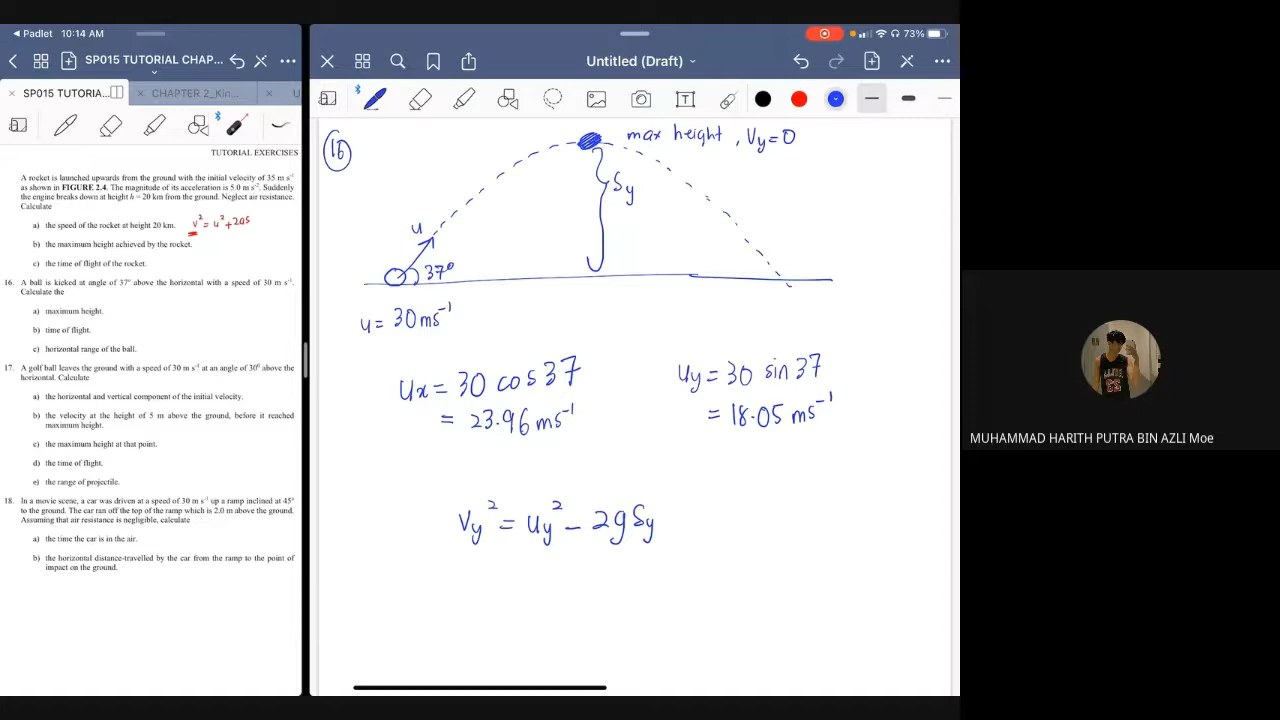 Padlet 10:14 AM
73%
SP015 TUTORIAL CHAP...
Untitled (Draft)
SP015 TUTORIA...
CHAPTER 2_Kin...
U
TUTORIAL EXERCISES
A rocket is launched upwards from the ground with the initial velocity of 35 m s⁻¹
as shown in FIGURE 2.4. The magnitude of its acceleration is 5.0 m s⁻². Suddenly
the engine breaks down at height h = 20 km from the ground. Neglect air resistance.
Calculate
a) the speed of the rocket at height 20 km. v² = u² + 2as
b) the maximum height achieved by the rocket.
c) the time of flight of the rocket.
16. A ball is kicked at angle of 37° above the horizontal with a speed of 30 m s⁻¹.
Calculate the
a) maximum height.
b) time of flight.
c) horizontal range of the ball.
17. A golf ball leaves the ground with a speed of 30 m s⁻¹ at an angle of 30⁰ above the
horizontal. Calculate
a) the horizontal and vertical component of the initial velocity.
b) the velocity at the height of 5 m above the ground, before it reached
maximum height.
c) the maximum height at that point.
d) the time of flight.
e) the range of projectile.
18. In a movie scene, a car was driven at a speed of 30 m s⁻¹ up a ramp inclined at 45°
to the ground. The car ran off the top of the ramp which is 2.0 m above the ground.
Assuming that air resistance is negligible, calculate
a) the time the car is in the air.
b) the horizontal distance-travelled by the car from the ramp to the point of
impact on the ground.
16
max height, Vy = 0
Sy
u
37°
u = 30 ms⁻¹
Ux = 30 cos 37
= 23.96 ms⁻¹
Uy = 30 sin 37
= 18.05 ms⁻¹
Vy² = Uy² – 2gSy
MUHAMMAD HARITH PUTRA BIN AZLI Moe